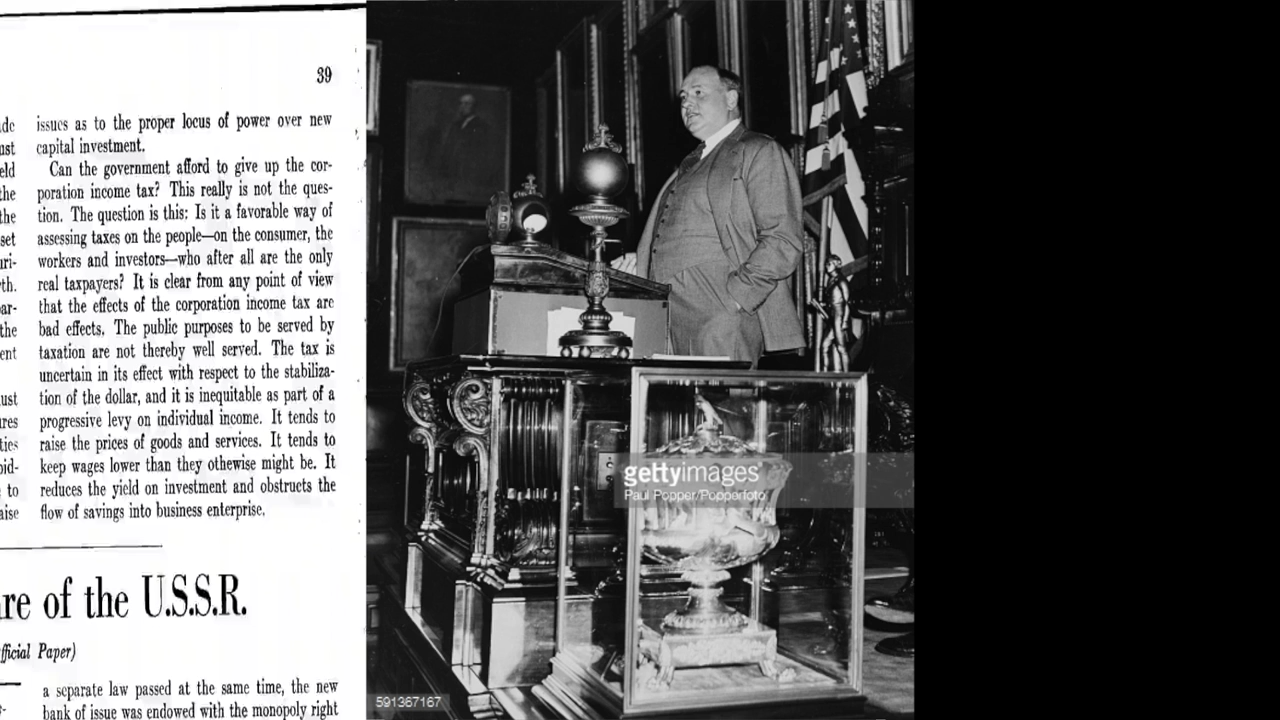 39
issues as to the proper locus of power over new
capital investment.
Can the government afford to give up the cor-
poration income tax? This really is not the ques-
tion. The question is this: Is it a favorable way of
assessing taxes on the people—on the consumer, the
workers and investors—who after all are the only
real taxpayers? It is clear from any point of view
that the effects of the corporation income tax are
bad effects. The public purposes to be served by
taxation are not thereby well served. The tax is
uncertain in its effect with respect to the stabiliza-
tion of the dollar, and it is inequitable as part of a
progressive levy on individual income. It tends to
raise the prices of goods and services. It tends to
keep wages lower than they othewise might be. It
reduces the yield on investment and obstructs the
flow of savings into business enterprise.
re of the U.S.S.R.
fficial Paper)
a separate law passed at the same time, the new
bank of issue was endowed with the monopoly right
gettyimages
Paul Popper/Popperfoto
591367167